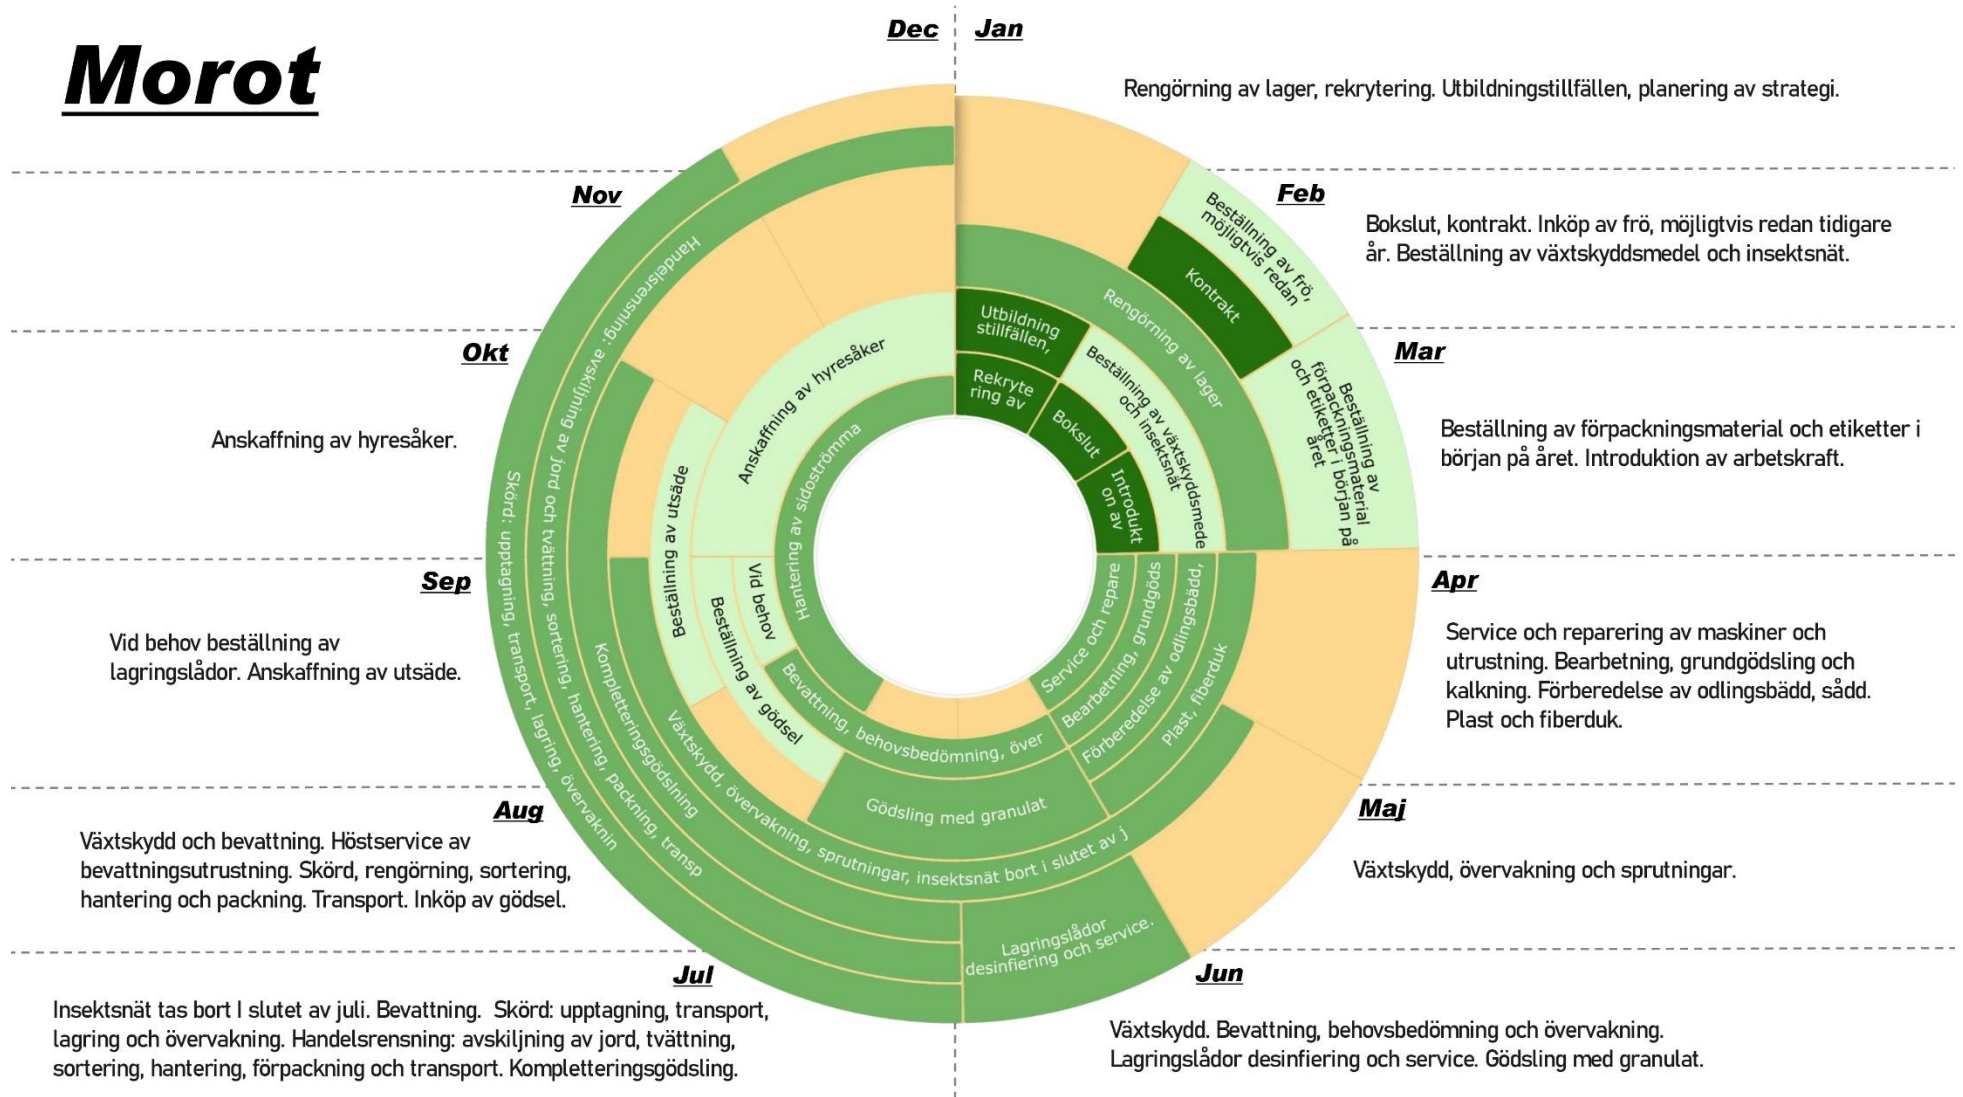 Morot
Dec
Jan
Rengörning av lager, rekrytering. Utbildningstillfällen, planering av strategi.
Nov
Feb
Bokslut, kontrakt. Inköp av frö, möjligtvis redan tidigare
år. Beställning av växtskyddsmedel och insektsnät.
Okt
Anskaffning av hyresåker.
Mar
Beställning av förpackningsmaterial och etiketter i
början på året. Introduktion av arbetskraft.
Sep
Vid behov beställning av
lagringslådor. Anskaffning av utsäde.
Apr
Service och reparering av maskiner och
utrustning. Bearbetning, grundgödsling och
kalkning. Förberedelse av odlingsbädd, sådd.
Plast och fiberduk.
Aug
Växtskydd och bevattning. Höstservice av
bevattningsutrustning. Skörd, rengörning, sortering,
hantering och packning. Transport. Inköp av gödsel.
Maj
Växtskydd, övervakning och sprutningar.
Jul
Insektsnät tas bort I slutet av juli. Bevattning. Skörd: upptagning, transport,
lagring och övervakning. Handelsrensning: avskiljning av jord, tvättning,
sortering, hantering, förpackning och transport. Kompletteringsgödsling.
Jun
Växtskydd. Bevattning, behovsbedömning och övervakning.
Lagringslådor desinfiering och service. Gödsling med granulat.
Beställning av frö,
möjligtvis redan
Kontrakt
Beställning av
förpackningsmaterial
och etiketter i början på
året
Rengörning av lager
Utbildning
stillfällen,
Beställning av växtskyddsmede
och insektsnät
Rekryte
ring av
Bokslut
Introdukt
on av
Service och repare
Bearbetning, grundgöds
Förberedelse av odlingsbädd,
Plast, fiberduk
Lagringslådor
desinfiering och service.
Gödsling med granulat
Bevattning, behovsbedömning, över
Växtskydd, övervakning, sprutningar, insektsnät bort i slutet av j
Kompletteringsgödslning
Handelsrensning: avskiljning av jord och tvättning, sortering, hantering, packning, transp
Skörd: upptagning, transport, lagring, övervaknin
Beställning av gödsel
Vid behov
Beställning av utsäde
Anskaffning av hyresåker
Hantering av sidoströmma